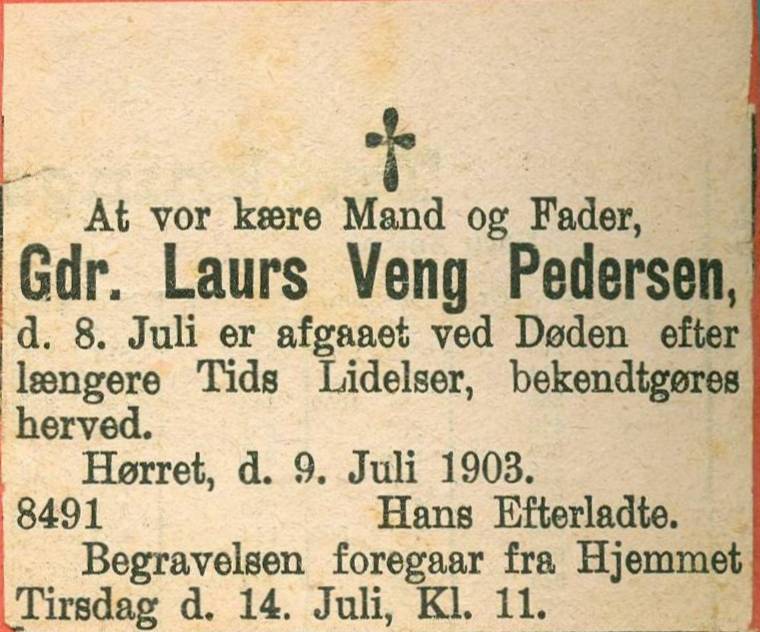 At vor kære Mand og Fader,
Gdr. Laurs Veng Pedersen,
d. 8. Juli er afgaaet ved Døden efter
længere Tids Lidelser, bekendtgøres
herved.
Hørret, d. 9. Juli 1903.
8491 Hans Efterladte.
Begravelsen foregaar fra Hjemmet
Tirsdag d. 14. Juli, Kl. 11.